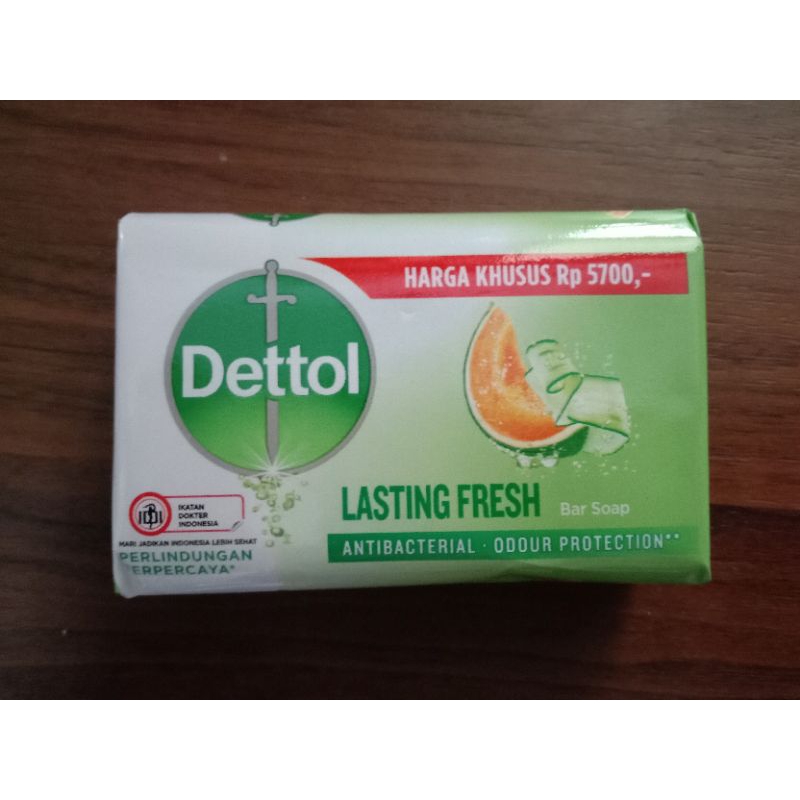 HARGA KHUSUS Rp 5700,-
Dettol
IKATAN
DOKTER
INDONESIA
MARI JADIKAN INDONESIA LEBIH SEHAT
PERLINDUNGAN
ERPERCAYA*
LASTING FRESH
Bar Soap
ANTIBACTERIAL · ODOUR PROTECTION**